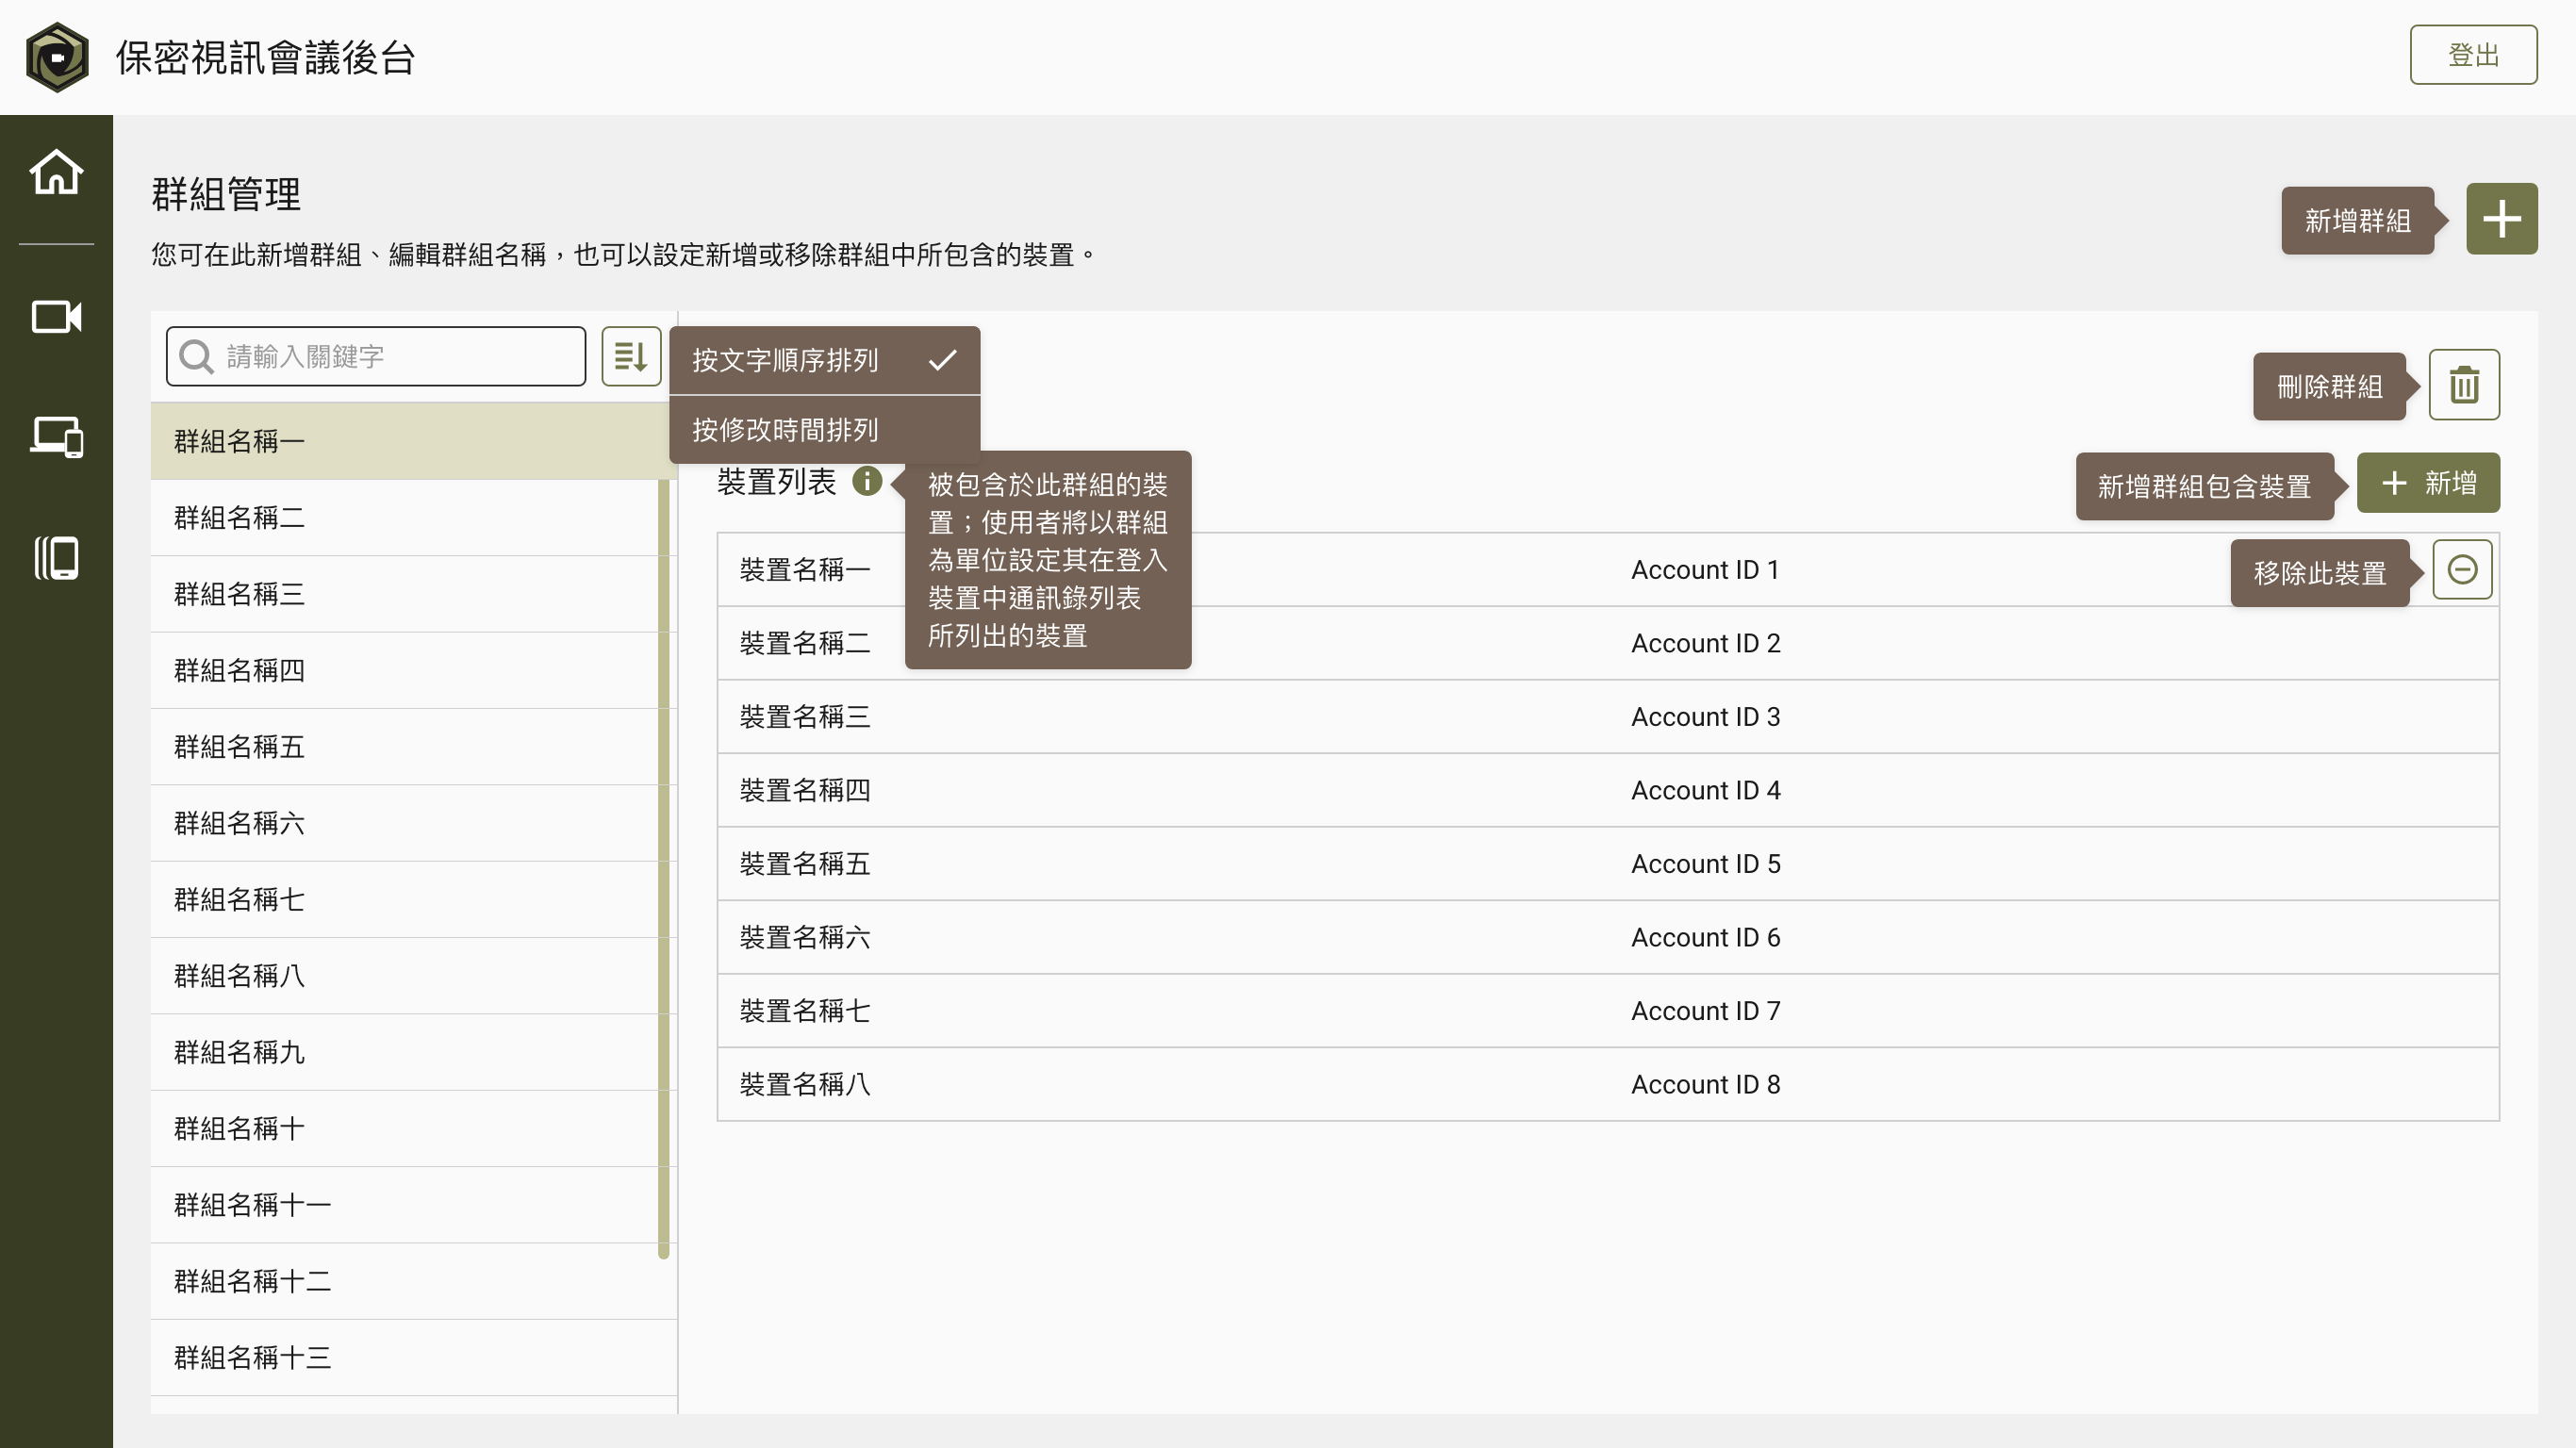 保密視訊會議後台
登出
群組管理
您可在此新增群組、編輯群組名稱，也可以設定新增或移除群組中所包含的裝置。
新增群組
請輸入關鍵字
按文字順序排列
按修改時間排列
刪除群組
群組名稱一
群組名稱二
群組名稱三
群組名稱四
群組名稱五
群組名稱六
群組名稱七
群組名稱八
群組名稱九
群組名稱十
群組名稱十一
群組名稱十二
群組名稱十三
裝置列表
被包含於此群組的裝
置；使用者將以群組
為單位設定其在登入
裝置中通訊錄列表
所列出的裝置
新增群組包含裝置
新增
裝置名稱一 Account ID 1
移除此裝置
裝置名稱二 Account ID 2
裝置名稱三 Account ID 3
裝置名稱四 Account ID 4
裝置名稱五 Account ID 5
裝置名稱六 Account ID 6
裝置名稱七 Account ID 7
裝置名稱八 Account ID 8